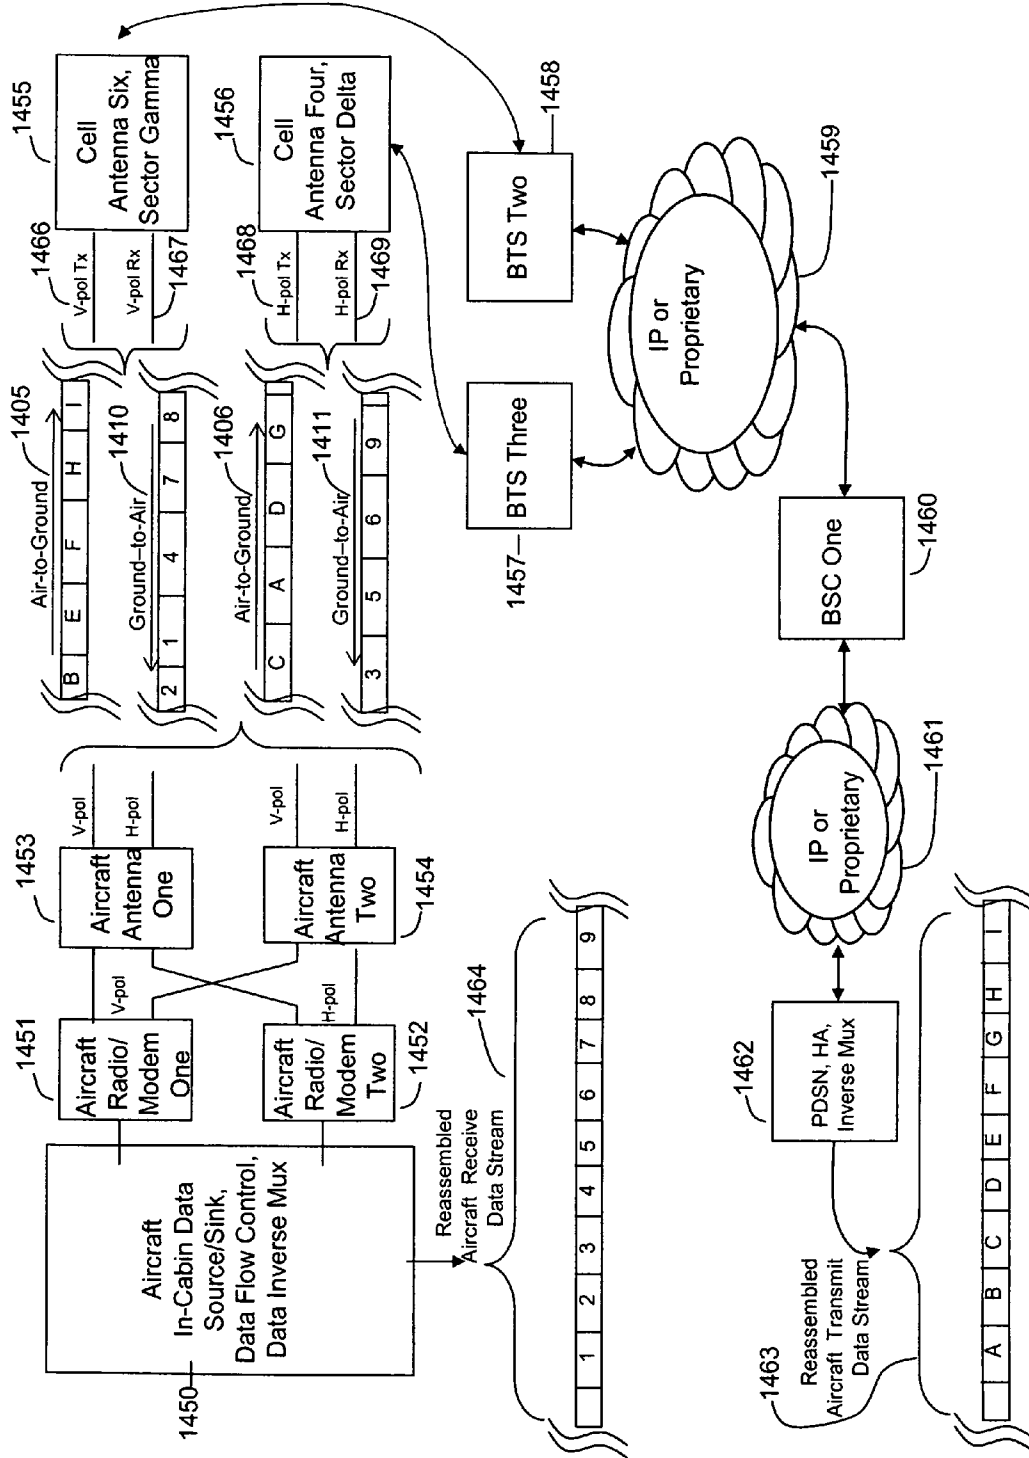 Aircraft
In-Cabin Data
Source/Sink,
Data Flow Control,
Data Inverse Mux
1450
Aircraft
Radio/
Modem
One
1451
Aircraft
Radio/
Modem
Two
1452
V-pol
H-pol
Aircraft
Antenna
One
1453
Aircraft
Antenna
Two
1454
V-pol
H-pol
V-pol
H-pol
Air-to-Ground
1405
B E F F H I
Ground–to-Air
1410
2 1 4 7 8
Air-to-Ground
1406
C A D G I
Ground–to-Air
1411
3 5 6 9
1466
V-pol Tx
V-pol Rx
1467
1468
H-pol Tx
H-pol Rx
1469
Cell
Antenna Six,
Sector Gamma
1455
Cell
Antenna Four,
Sector Delta
1456
Reassembled
Aircraft Receive
Data Stream
1464
1 2 3 4 5 6 7 8 9
BTS Three
1457
BTS Two
1458
IP or
Proprietary
1459
BSC One
1460
IP or
Proprietary
1461
PDSN, HA,
Inverse Mux
1462
Reassembled
Aircraft Transmit
Data Stream
1463
A B C D E F G H I